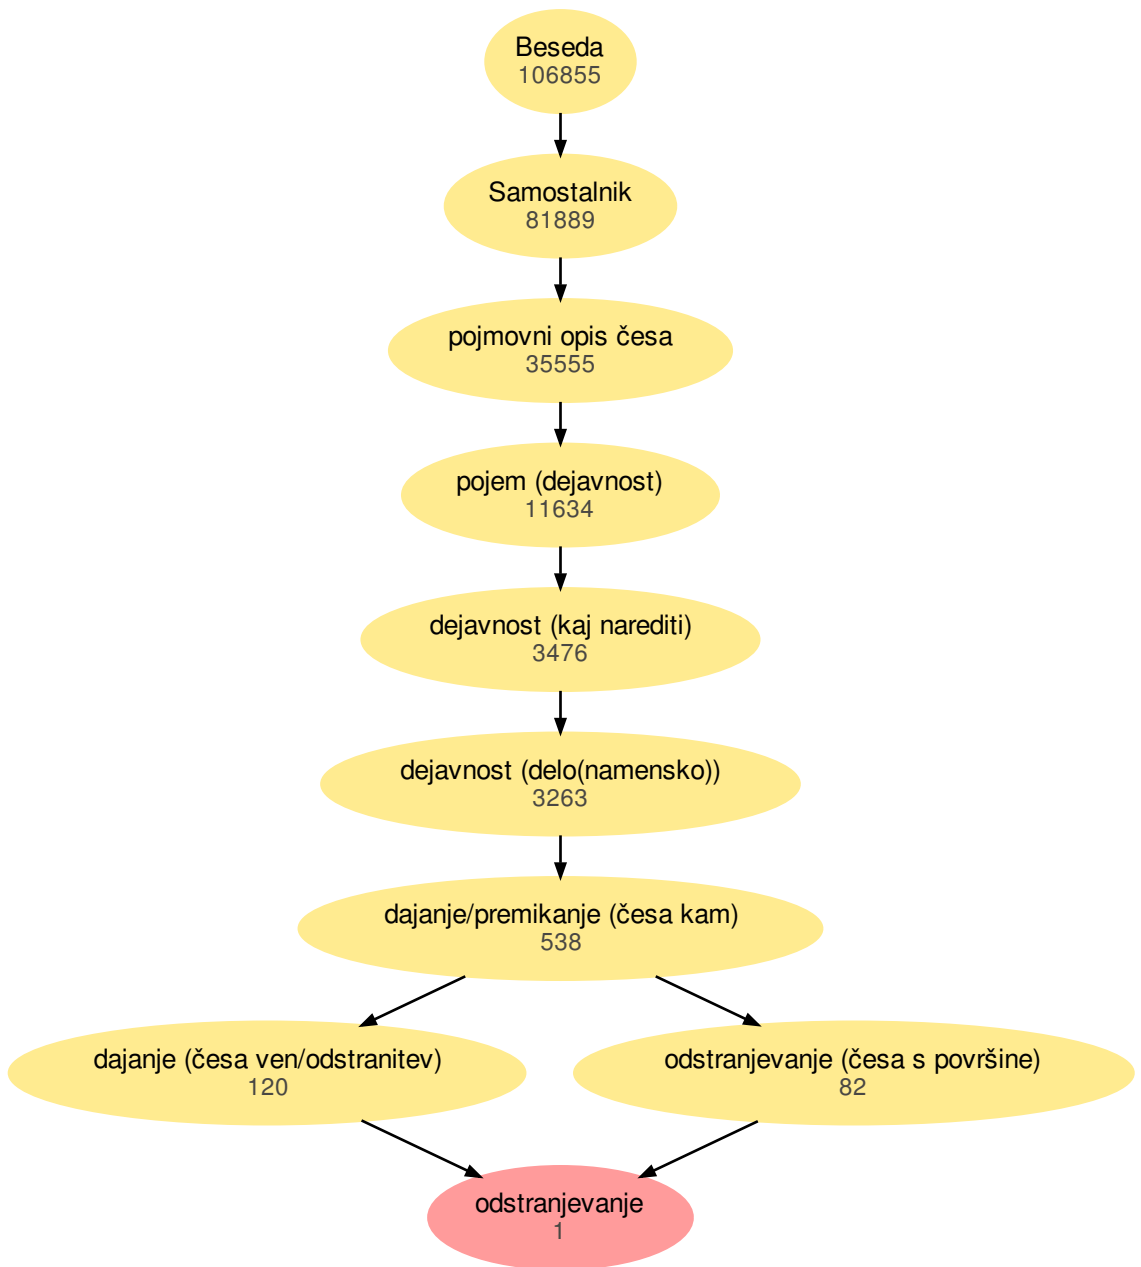 Beseda
106855
Samostalnik
81889
pojmovni opis česa
35555
pojem (dejavnost)
11634
dejavnost (kaj narediti)
3476
dejavnost (delo(namensko))
3263
dajanje/premikanje (česa kam)
538
dajanje (česa ven/odstranitev)
120
odstranjevanje (česa s površine)
82
odstranjevanje
1